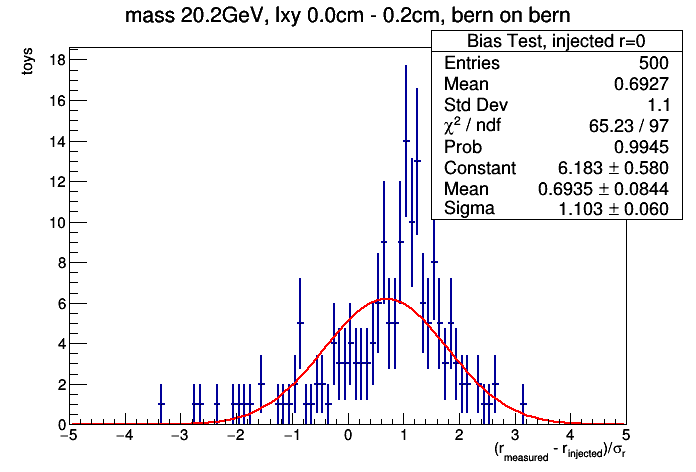 mass 20.2GeV, lxy 0.0cm - 0.2cm, bern on bern
Bias Test, injected r=0
Entries 500
Mean 0.6927
Std Dev 1.1
χ² / ndf 65.23 / 97
Prob 0.9945
Constant 6.183 ± 0.580
Mean 0.6935 ± 0.0844
Sigma 1.103 ± 0.060
toys
18
16
14
12
10
8
6
4
2
0
−5 −4 −3 −2 −1 0 1 2 3 4 5
(r_measured - r_injected)/σ_r